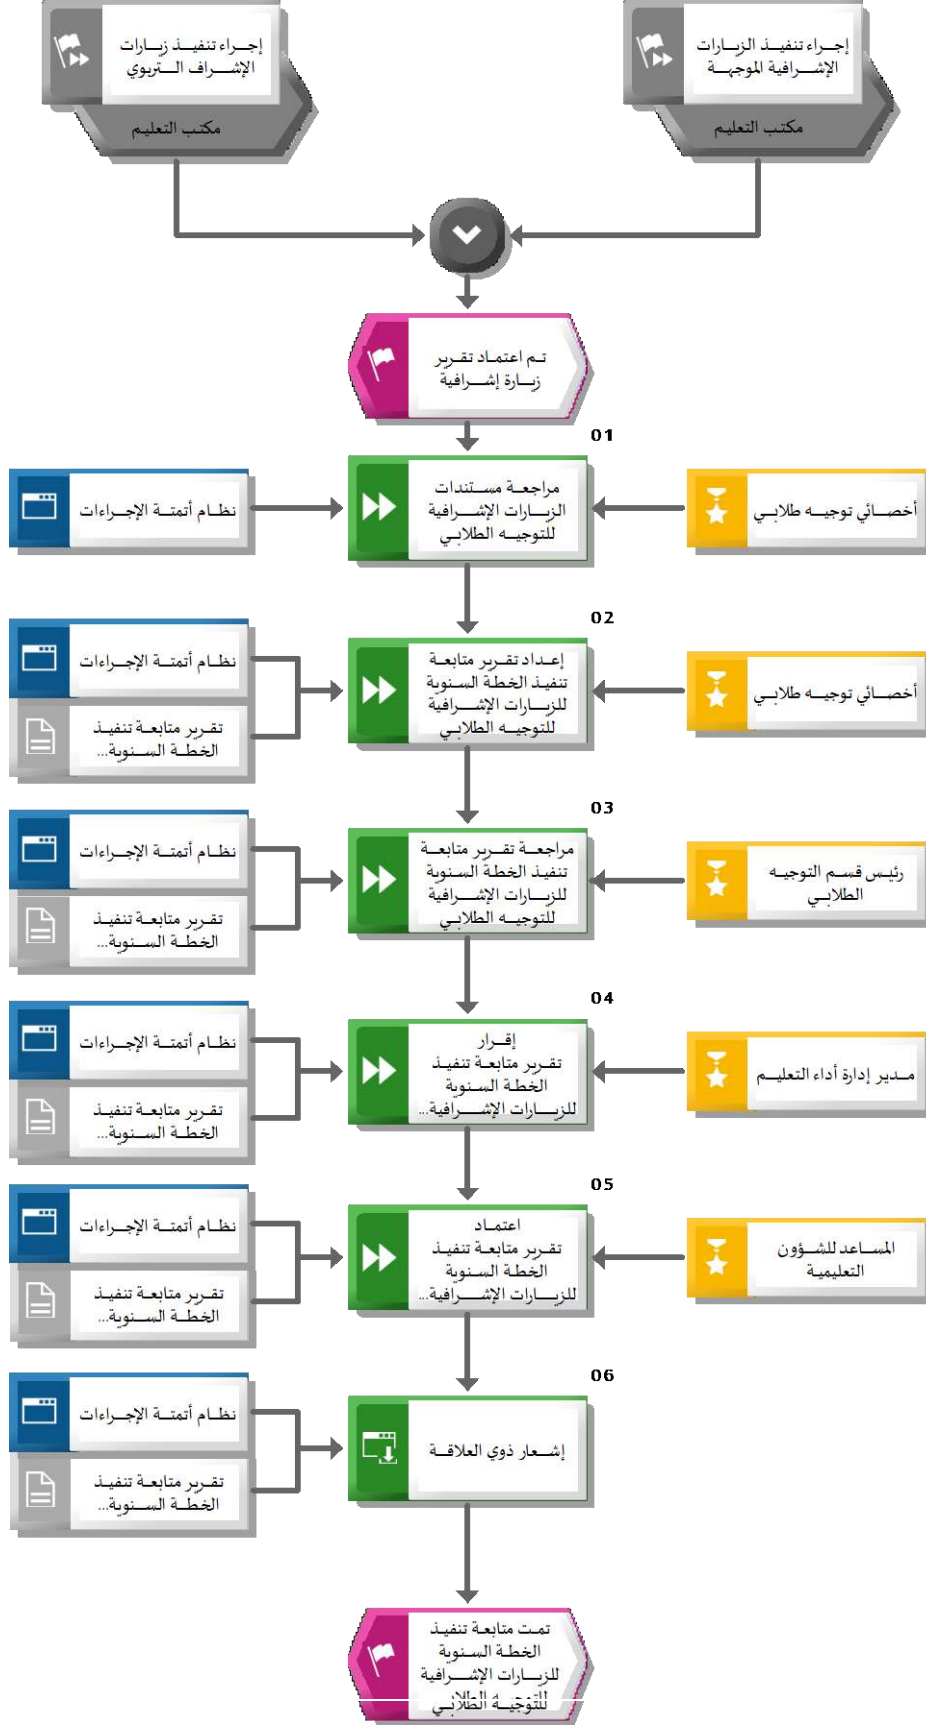 إجراء تنفيذ الزيارات
الإشرافية الموجهة
مكتب التعليم
إجراء تنفيذ زيارات
الإشراف التربوي
مكتب التعليم
تم اعتماد تقرير
زيارة إشرافية
01
أخصائي توجيه طلابي
مراجعة مستندات
الزيارات الإشرافية
للتوجيه الطلابي
نظام أتمتة الإجراءات
02
أخصائي توجيه طلابي
إعداد تقرير متابعة
تنفيذ الخطة السنوية
للزيارات الإشرافية
للتوجيه الطلابي
نظام أتمتة الإجراءات
تقرير متابعة تنفيذ
الخطة السنوية...
03
رئيس قسم التوجيه
الطلابي
مراجعة تقرير متابعة
تنفيذ الخطة السنوية
للزيارات الإشرافية
للتوجيه الطلابي
نظام أتمتة الإجراءات
تقرير متابعة تنفيذ
الخطة السنوية...
04
مدير إدارة أداء التعليم
إقرار
تقرير متابعة تنفيذ
الخطة السنوية
للزيارات الإشرافية...
نظام أتمتة الإجراءات
تقرير متابعة تنفيذ
الخطة السنوية...
05
المساعد للشؤون
التعليمية
اعتماد
تقرير متابعة تنفيذ
الخطة السنوية
للزيارات الإشرافية...
نظام أتمتة الإجراءات
تقرير متابعة تنفيذ
الخطة السنوية...
06
إشعار ذوي العلاقة
نظام أتمتة الإجراءات
تقرير متابعة تنفيذ
الخطة السنوية...
تمت متابعة تنفيذ
الخطة السنوية
للزيارات الإشرافية
للتوجيه الطلابي